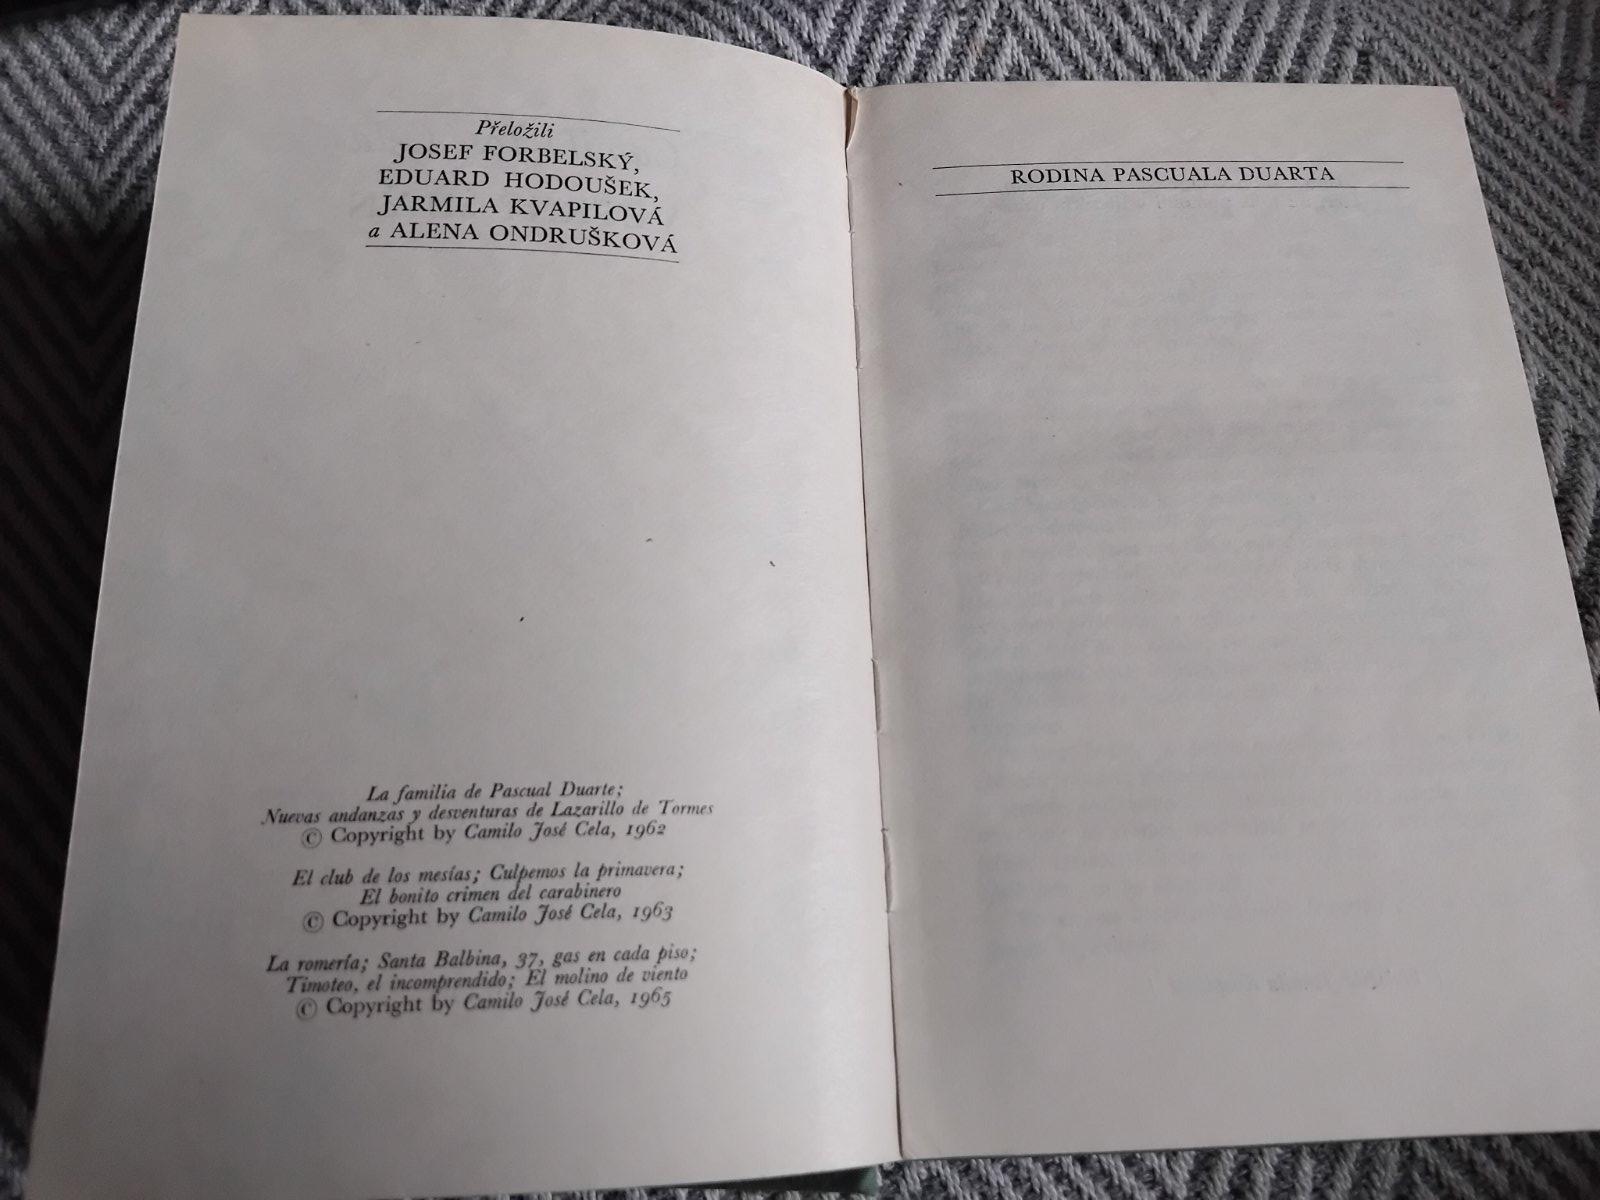 Přeložili
JOSEF FORBELSKÝ,
EDUARD HODOUŠEK,
JARMILA KVAPILOVÁ
a ALENA ONDRUŠKOVÁ
La familia de Pascual Duarte;
Nuevas andanzas y desventuras de Lazarillo de Tormes
© Copyright by Camilo José Cela, 1962
El club de los mesías; Culpemos la primavera;
El bonito crimen del carabinero
© Copyright by Camilo José Cela, 1963
La romería; Santa Balbina, 37, gas en cada piso;
Timoteo, el incomprendido; El molino de viento
© Copyright by Camilo José Cela, 1965
RODINA PASCUALA DUARTA